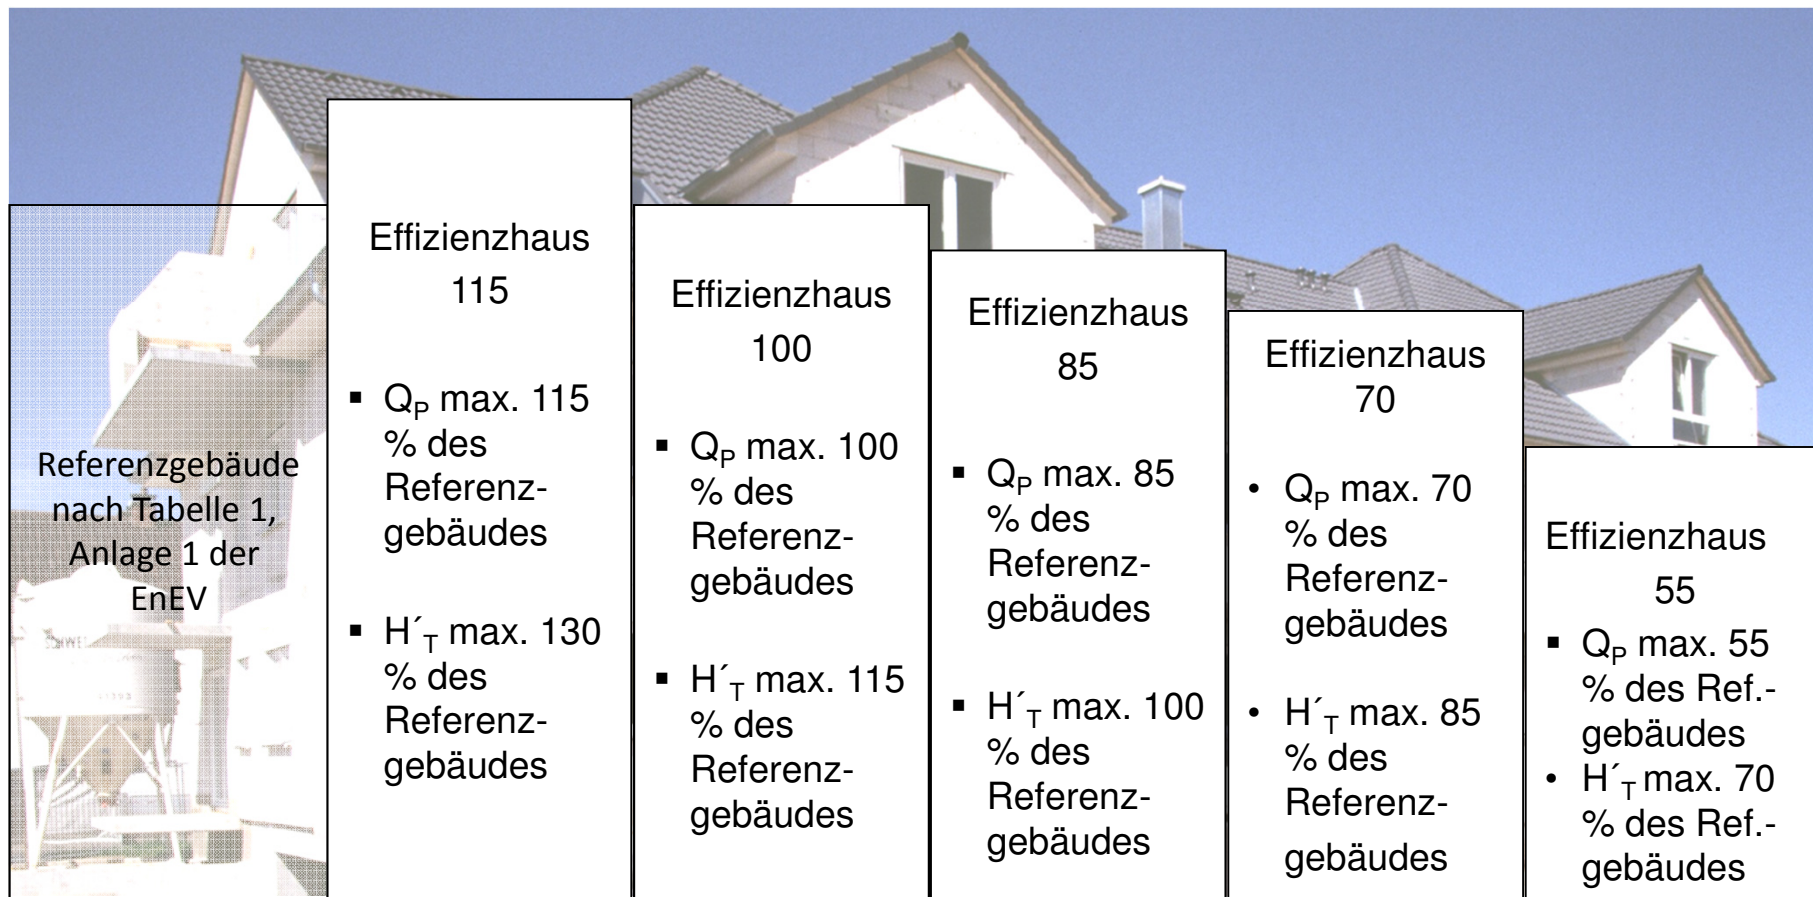 Referenzgebäude
nach Tabelle 1,
Anlage 1 der
EnEV
Effizienzhaus
115
▪ Q_P max. 115
% des
Referenz-
gebäudes
▪ H´_T max. 130
% des
Referenz-
gebäudes
Effizienzhaus
100
▪ Q_P max. 100
% des
Referenz-
gebäudes
▪ H´_T max. 115
% des
Referenz-
gebäudes
Effizienzhaus
85
▪ Q_P max. 85
% des
Referenz-
gebäudes
▪ H´_T max. 100
% des
Referenz-
gebäudes
Effizienzhaus
70
• Q_P max. 70
% des
Referenz-
gebäudes
• H´_T max. 85
% des
Referenz-
gebäudes
Effizienzhaus
55
▪ Q_P max. 55
% des Ref.-
gebäudes
• H´_T max. 70
% des Ref.-
gebäudes